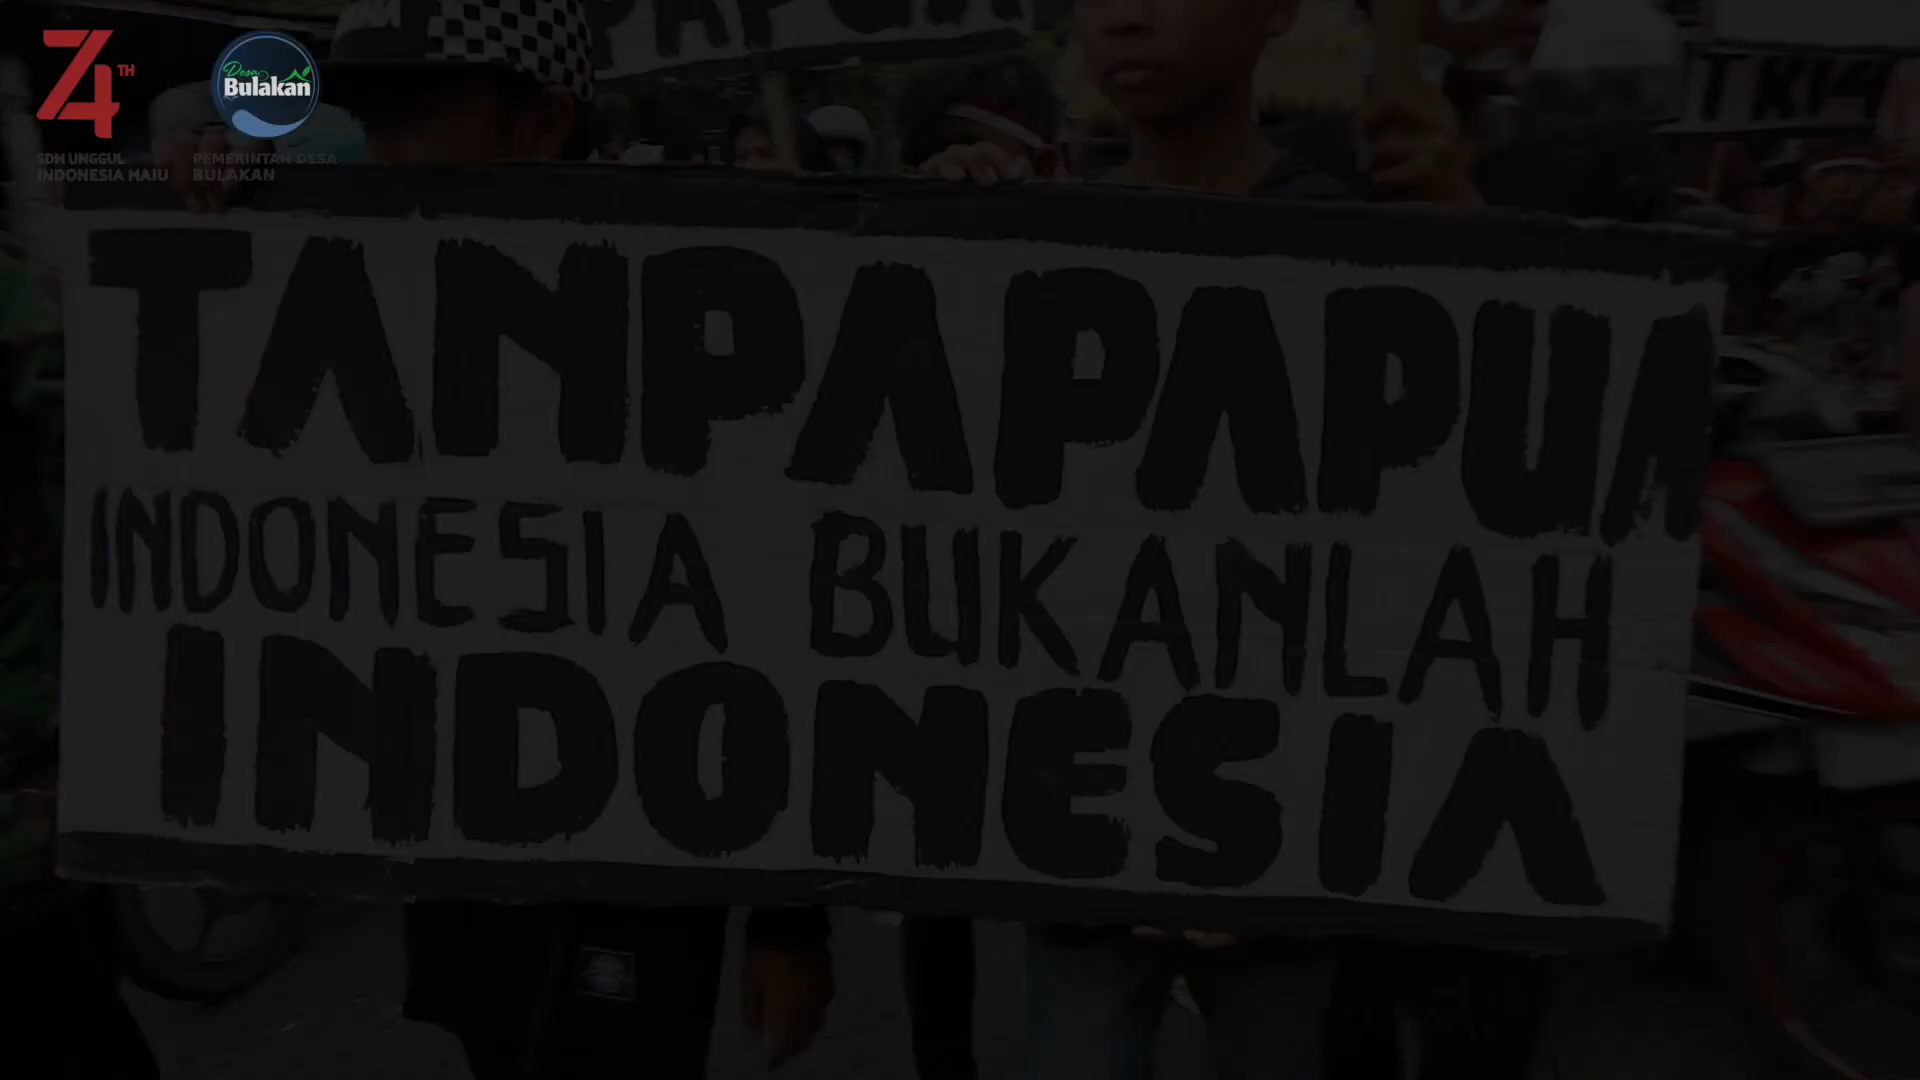 74TH
SDM UNGGUL
INDONESIA MAJU
Desa
Bulakan
PEMERINTAH DESA
BULAKAN
TANPA PAPUA
INDONESIA BUKANLAH
INDONESIA